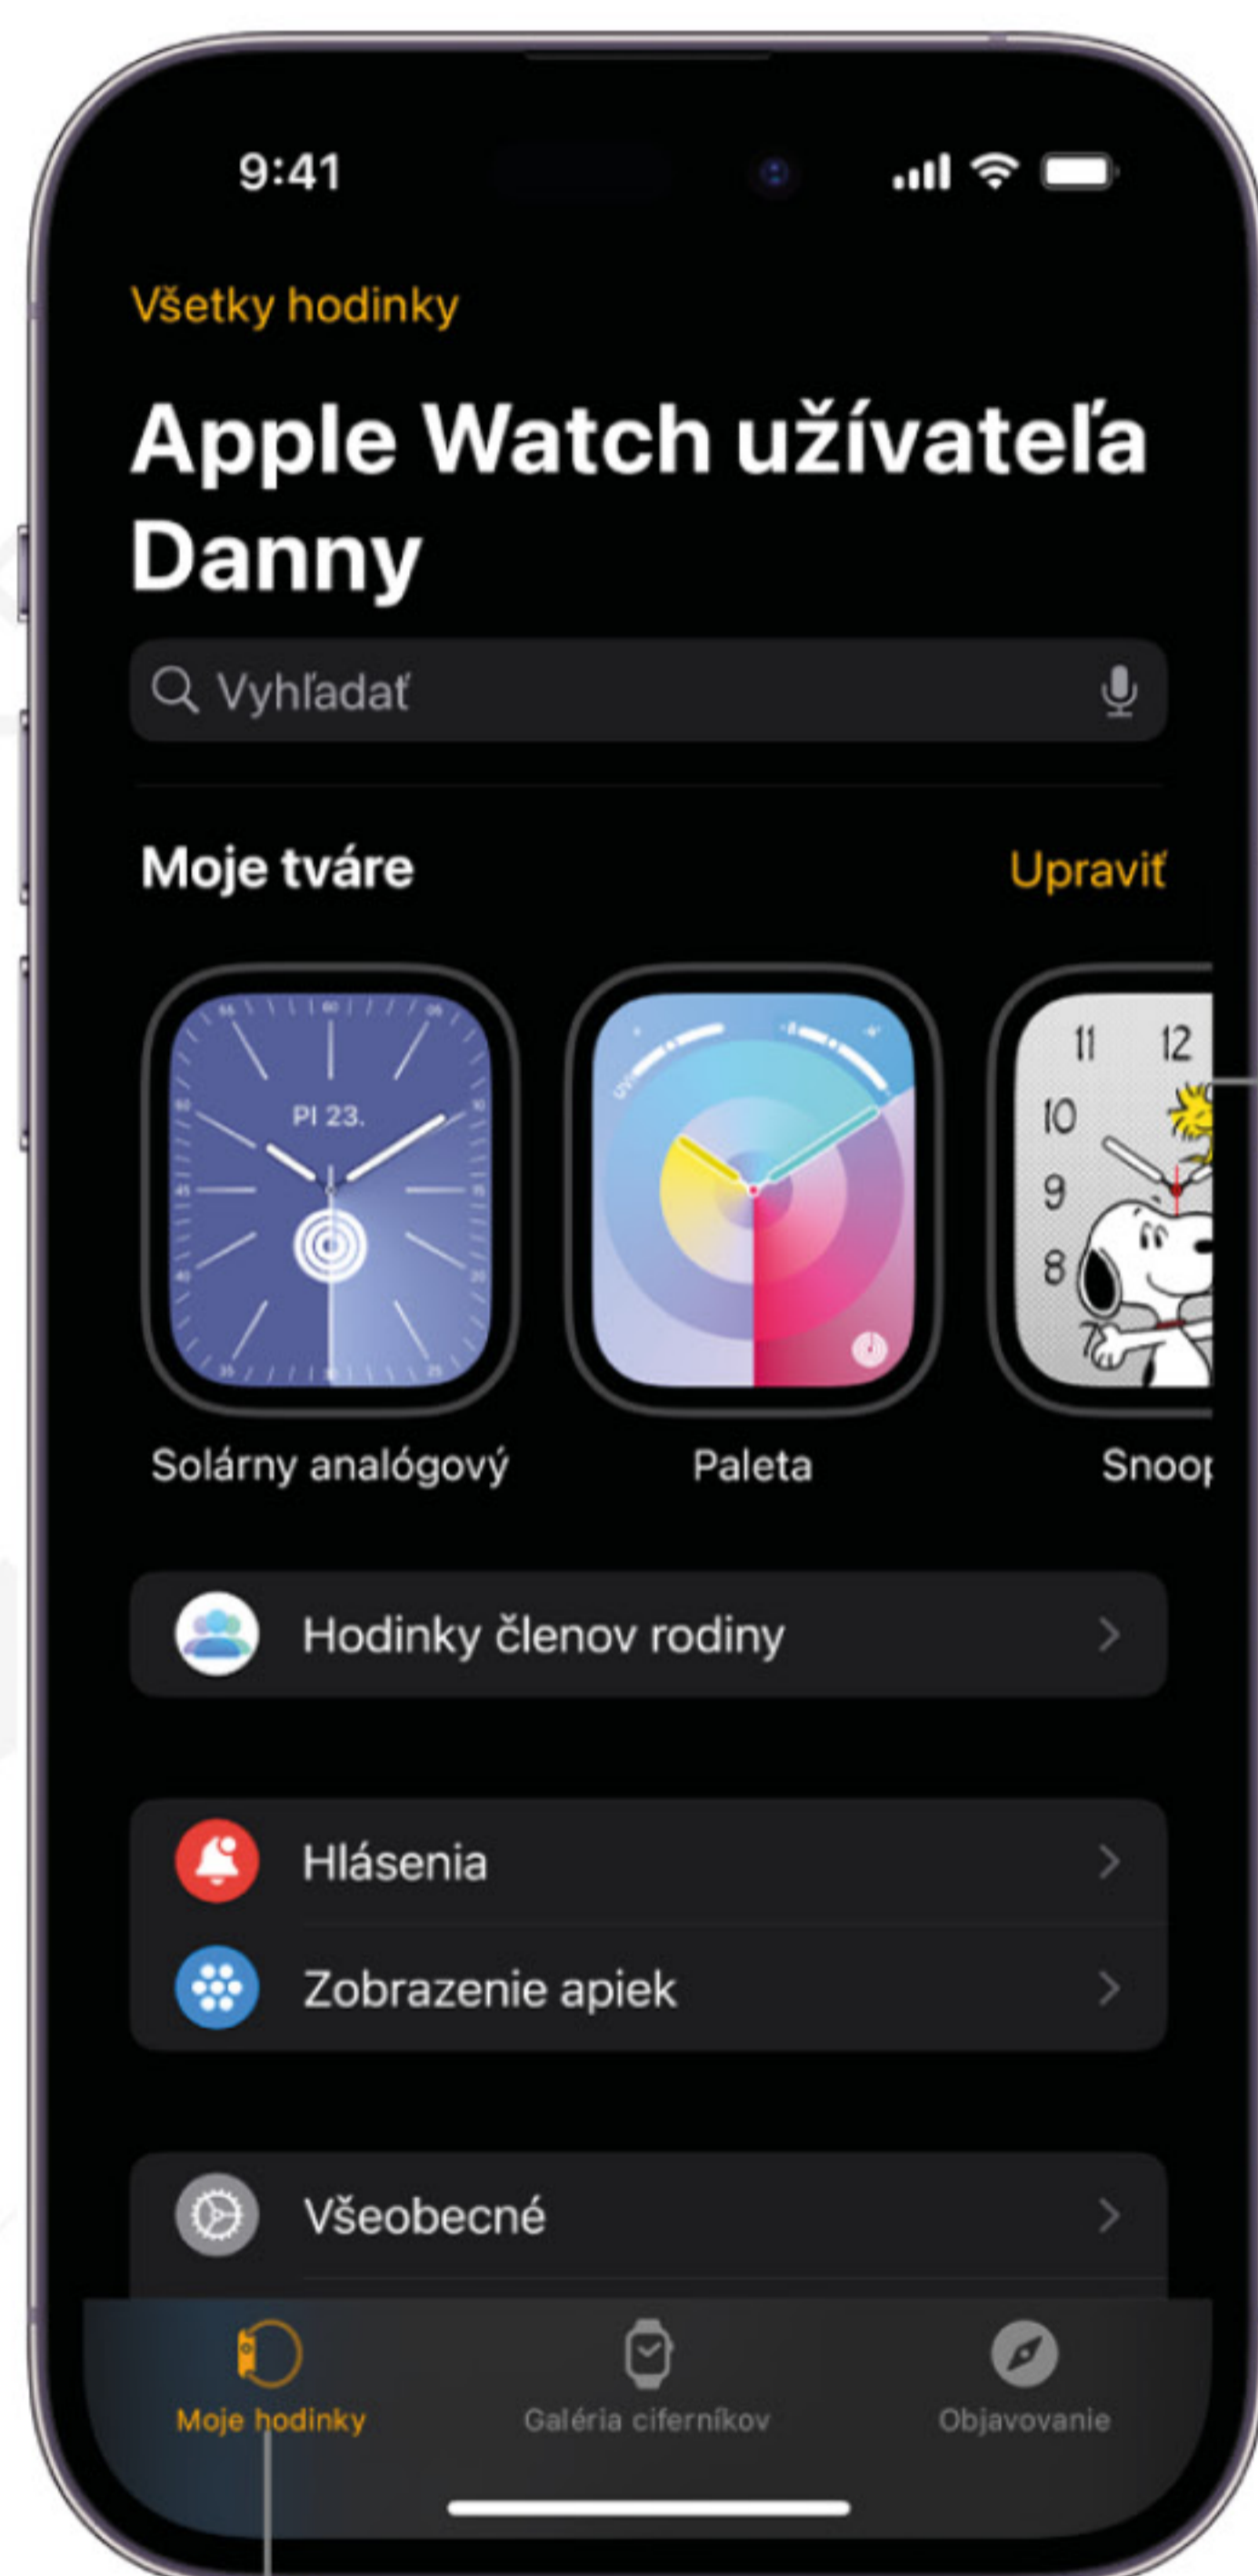 9:41
Všetky hodinky
Apple Watch užívateľa
Danny
Vyhľadať
Moje tváre
Upraviť
PI 23.
11 12
10
9
8
Solárny analógový
Paleta
Hodinky členov rodiny
Hlásenia
Zobrazenie apiek
Všeobecné
Moje hodinky
Galéria ciferníkov
Objavovanie